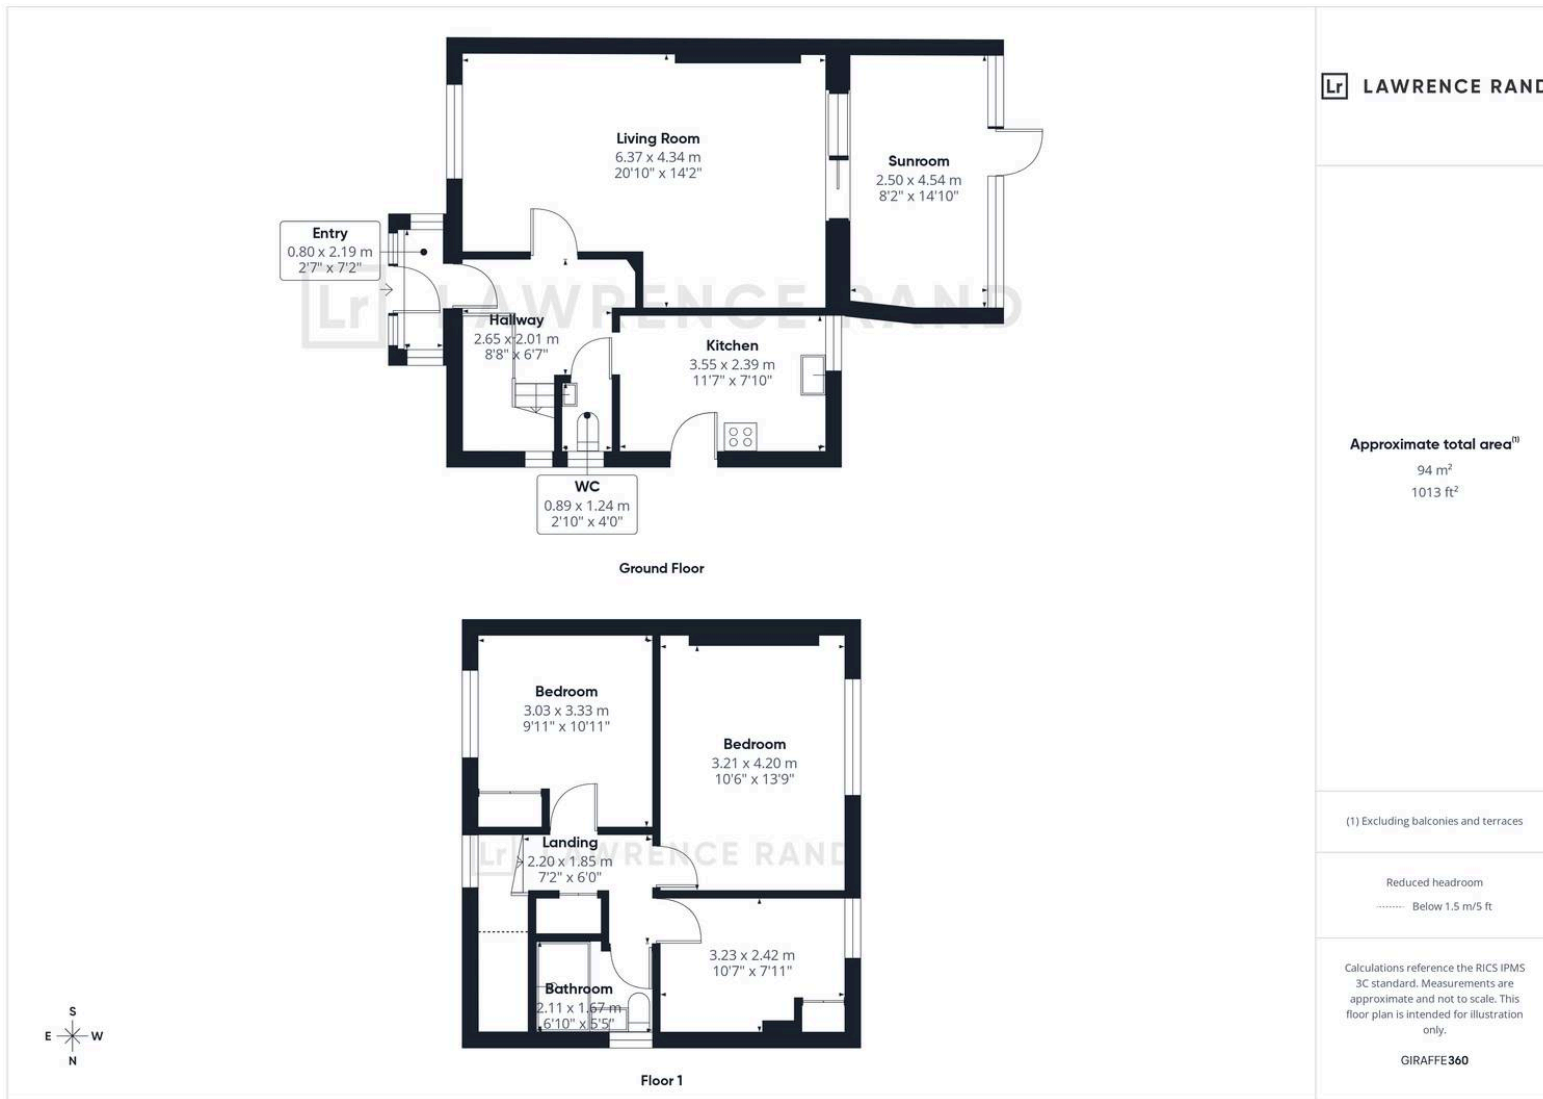 Living Room
6.37 x 4.34 m
20'10" x 14'2"
Sunroom
2.50 x 4.54 m
8'2" x 14'10"
Entry
0.80 x 2.19 m
2'7" x 7'2"
Lr LAWRENCE RAND
Hallway
2.65 x 2.01 m
8'8" x 6'7"
Kitchen
3.55 x 2.39 m
11'7" x 7'10"
WC
0.89 x 1.24 m
2'10" x 4'0"
Ground Floor
Bedroom
3.03 x 3.33 m
9'11" x 10'11"
Bedroom
3.21 x 4.20 m
10'6" x 13'9"
Landing
2.20 x 1.85 m
7'2" x 6'0"
Lr LAWRENCE RAND
3.23 x 2.42 m
10'7" x 7'11"
Bathroom
2.11 x 1.67 m
6'10" x 5'5"
Floor 1
S
E W
N
Lr LAWRENCE RAND
Approximate total area(1)
94 m²
1013 ft²
(1) Excluding balconies and terraces
Reduced headroom
Below 1.5 m/5 ft
Calculations reference the RICS IPMS
3C standard. Measurements are
approximate and not to scale. This
floor plan is intended for illustration
only.
GIRAFFE360